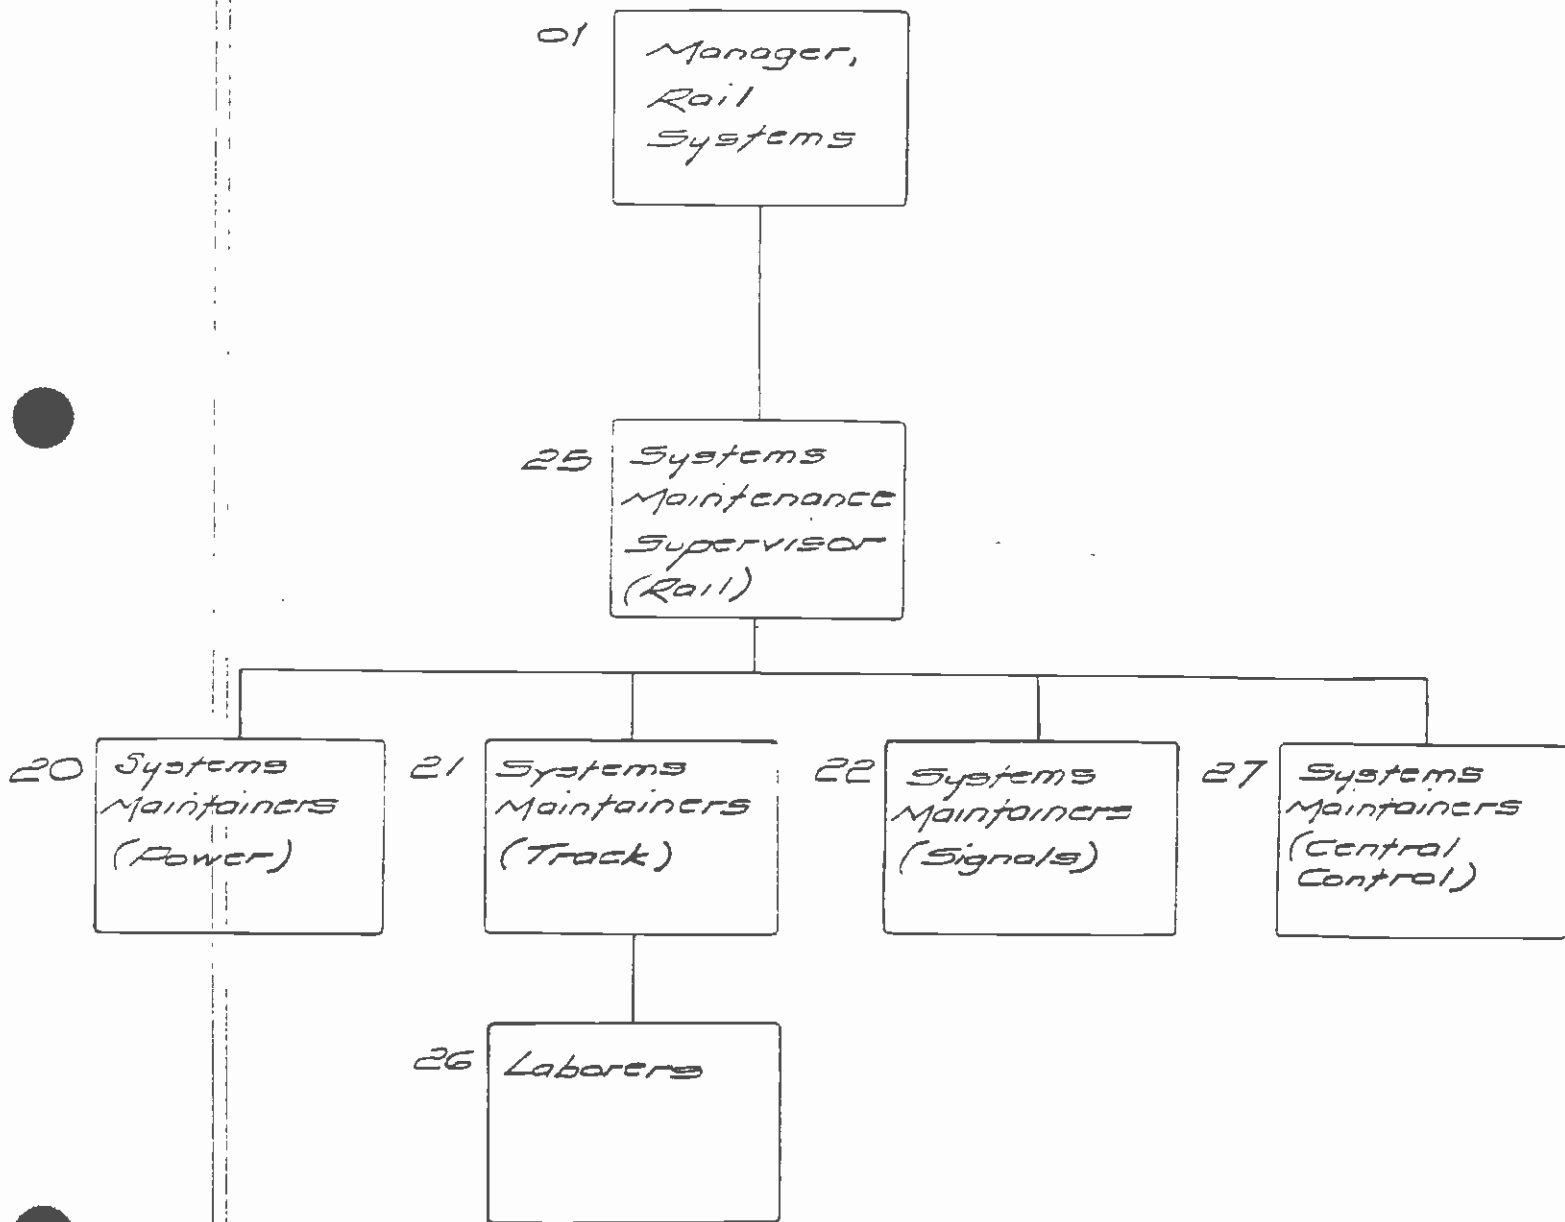 01
Manager,
Rail
Systems
25
Systems
Maintenance
Supervisor
(Rail)
20
Systems
Maintainers
(Power)
21
Systems
Maintainers
(Track)
22
Systems
Maintainers
(Signals)
27
Systems
Maintainers
(Central
Control)
26
Laborers